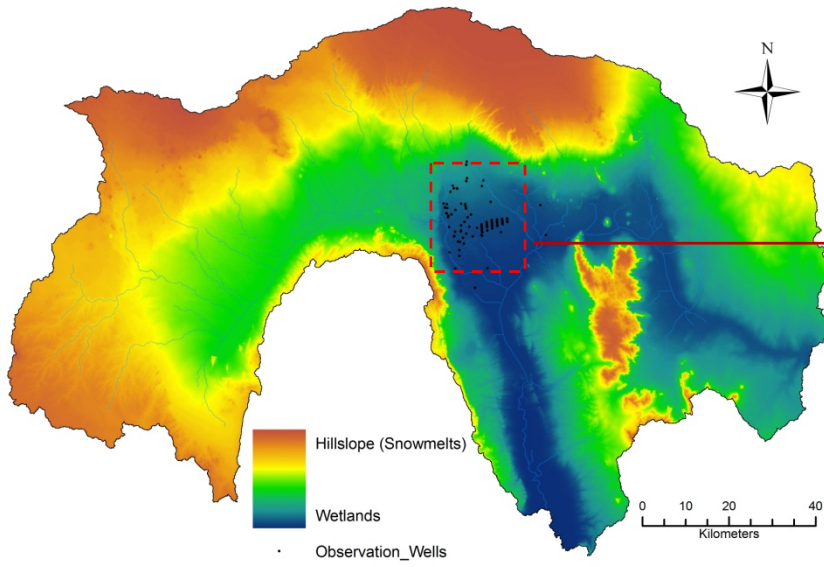 N
Hillslope (Snowmelts)
Wetlands
Observation_Wells
0 10 20 40
Kilometers